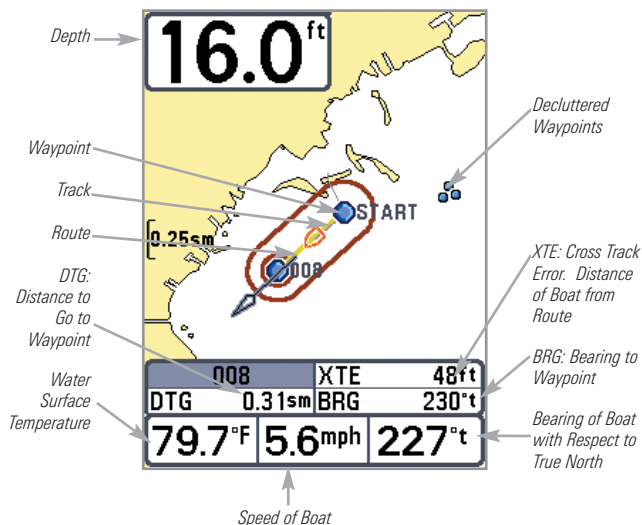 Depth
16.0 ft
Decluttered
Waypoints
Waypoint
Track
START
Route
0.25sm
008
DTG:
Distance to
Go to
Waypoint
XTE: Cross Track
Error. Distance
of Boat from
Route
008
XTE 48ft
BRG: Bearing to
Waypoint
DTG 0.31sm
BRG 230°t
Water
Surface
Temperature
79.7°F
5.6mph
227°t
Bearing of Boat
with Respect to
True North
Speed of Boat